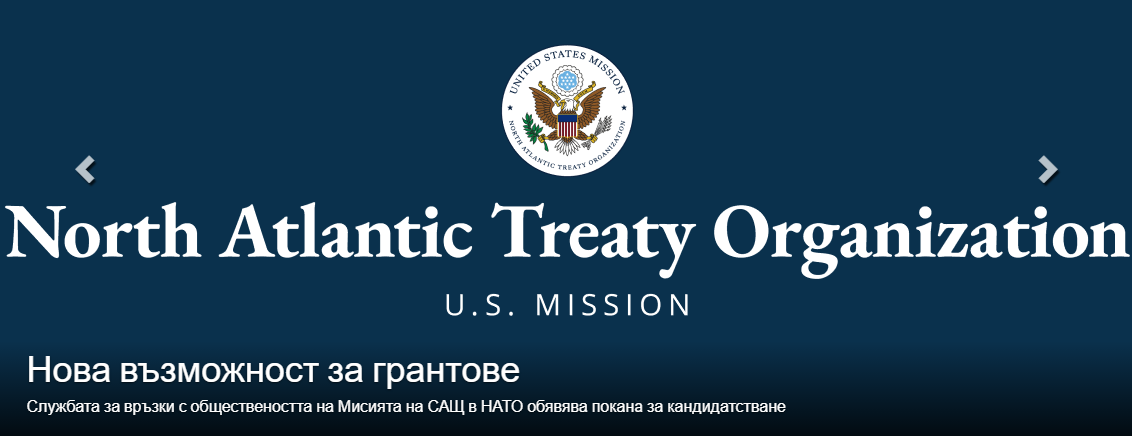 UNITED STATES MISSION
NORTH ATLANTIC TREATY ORGANIZATION
North Atlantic Treaty Organization
U.S. MISSION
Нова възможност за грантове
Службата за връзки с обществеността на Мисията на САЩ в НАТО обявява покана за кандидатстване